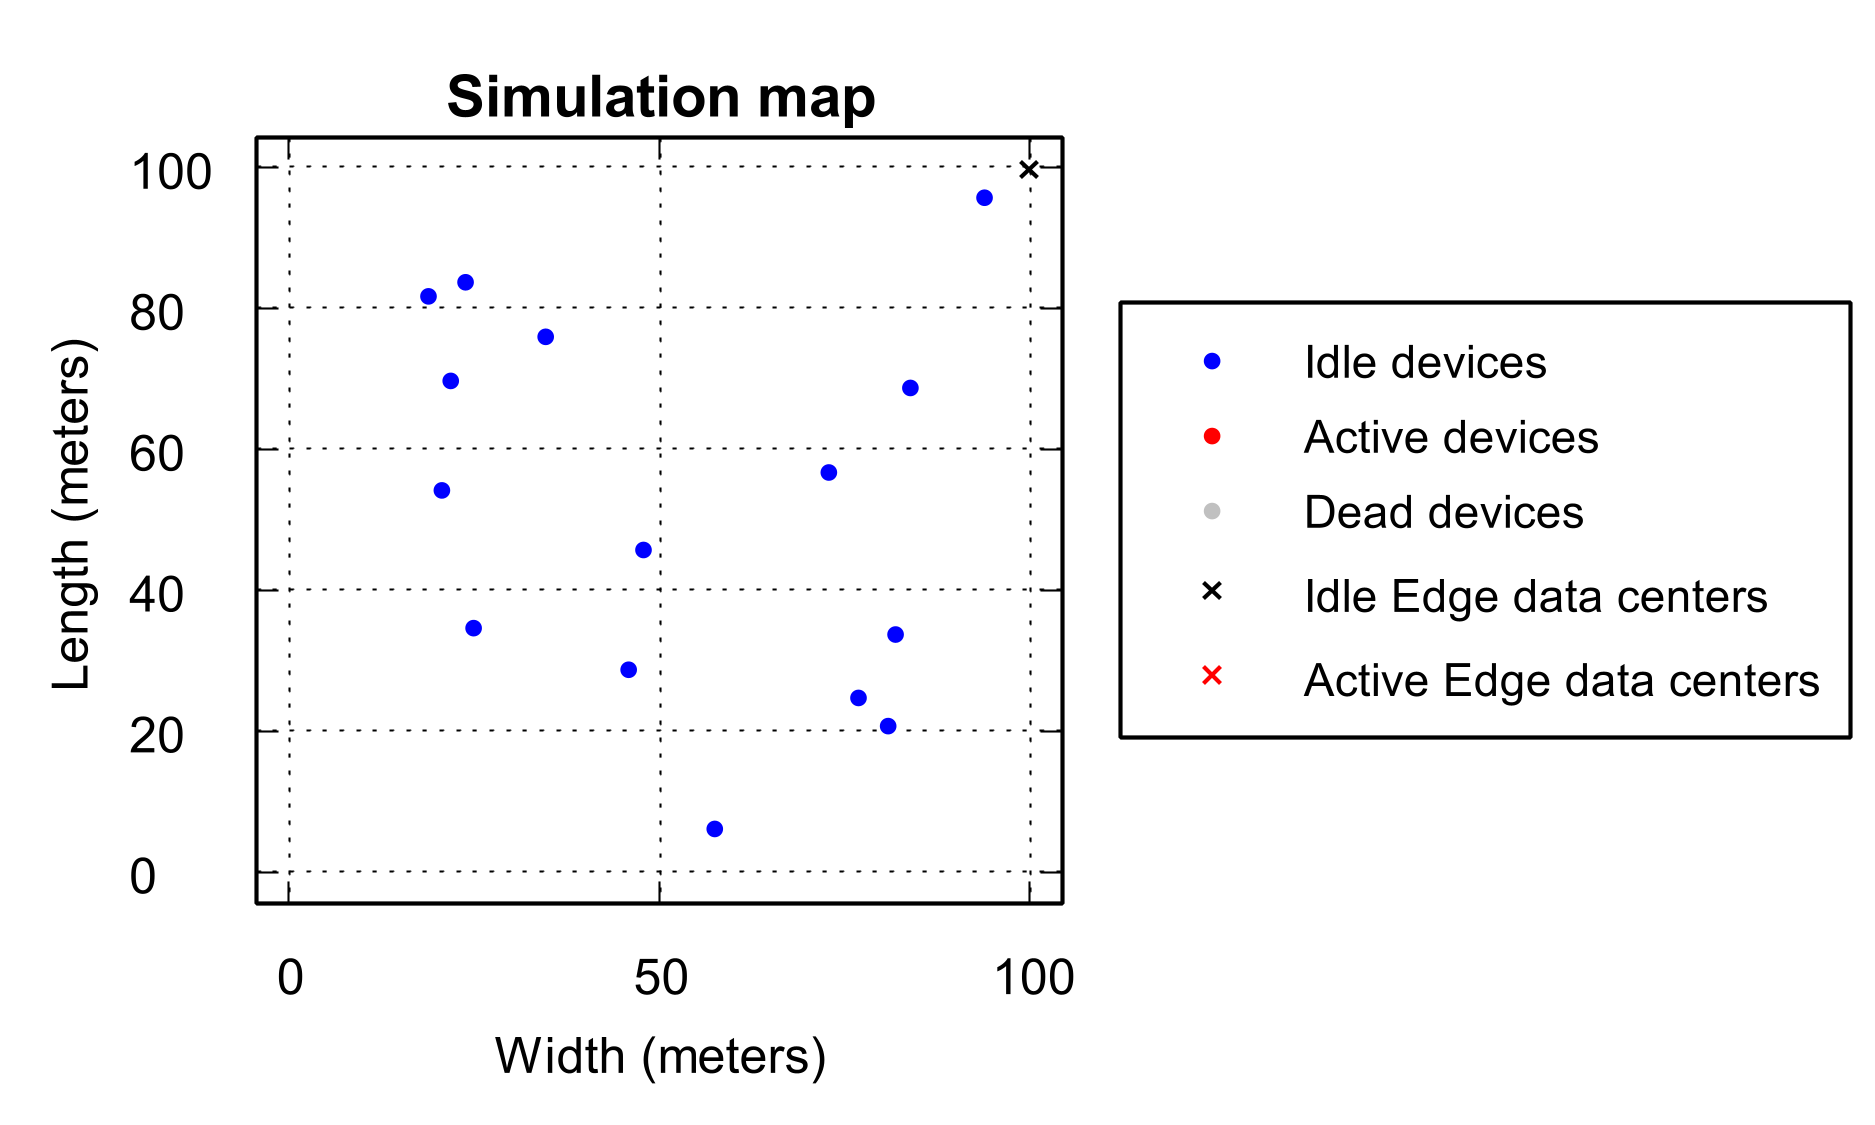 Simulation map
100
80
60
40
20
0
Length (meters)
0
50
100
Width (meters)
Idle devices
Active devices
Dead devices
Idle Edge data centers
Active Edge data centers